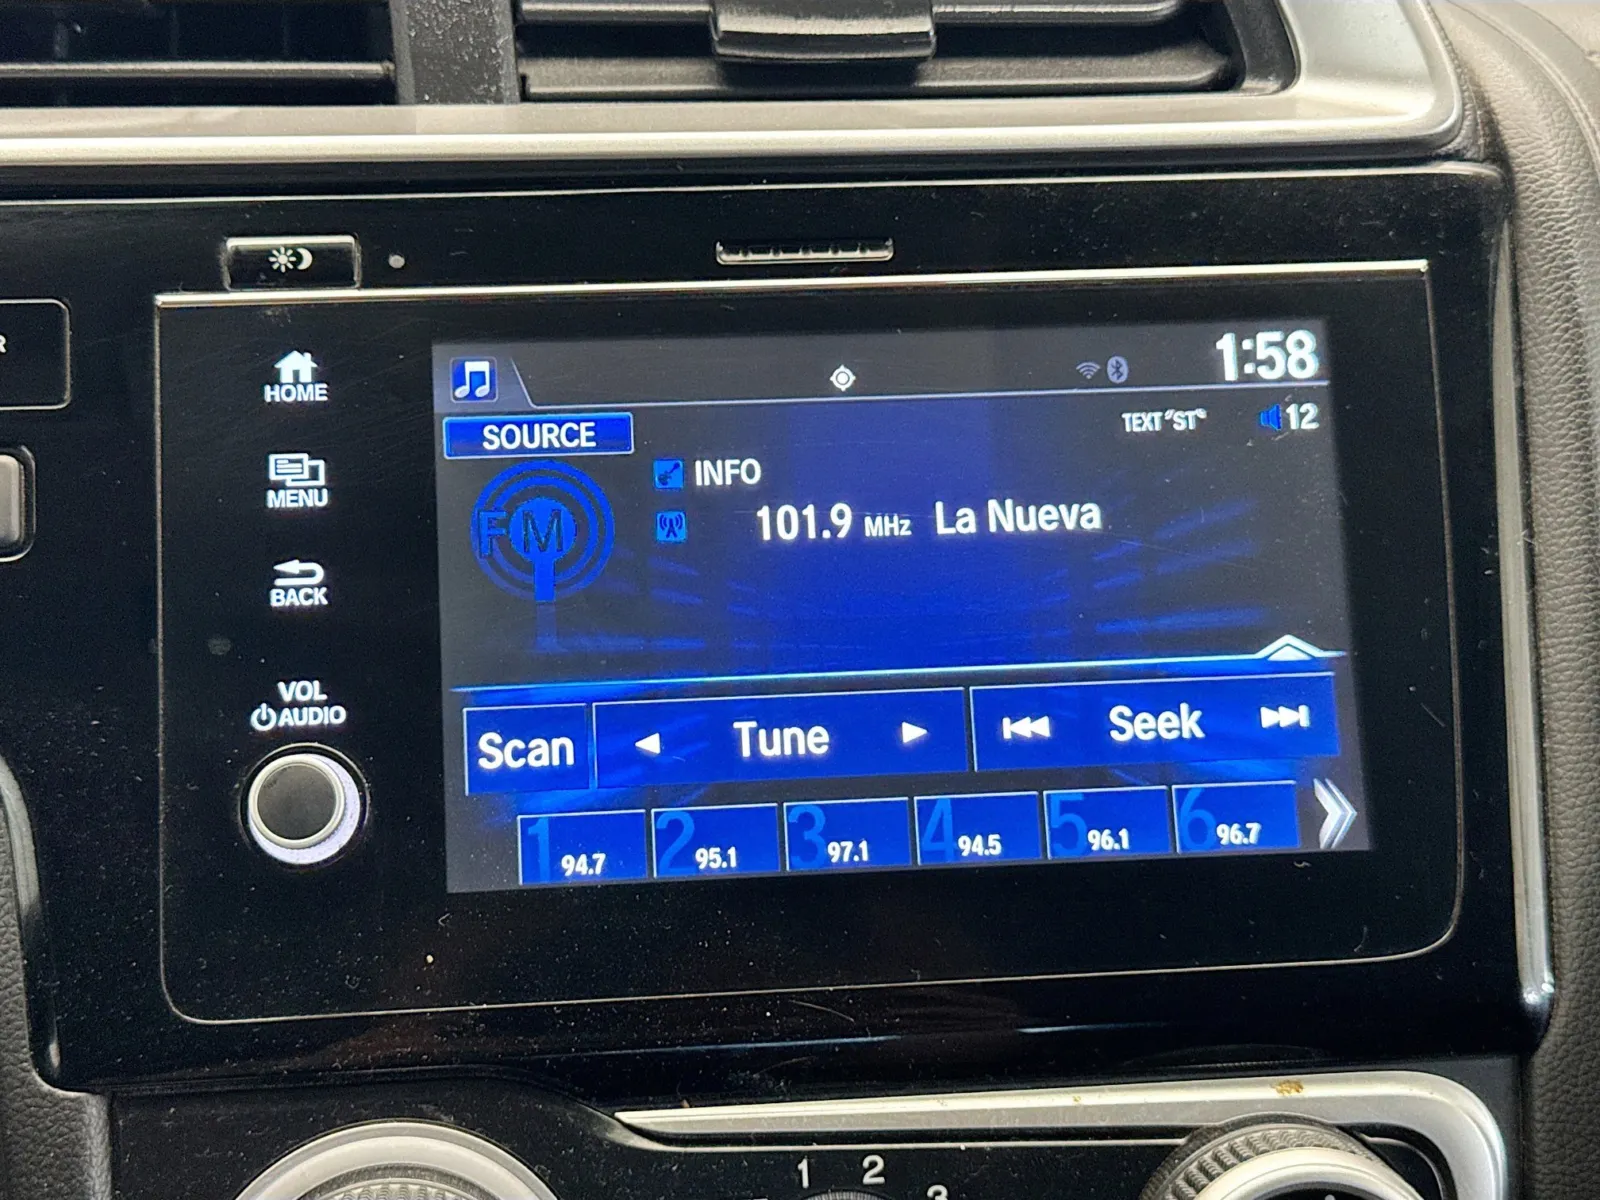 R
HOME
MENU
BACK
VOL
AUDIO
1:58
SOURCE
TEXT "ST"
12
INFO
FM
101.9 MHz La Nueva
Scan Tune Seek
1 94.7 2 95.1 3 97.1 4 94.5 5 96.1 6 96.7
1 2 3